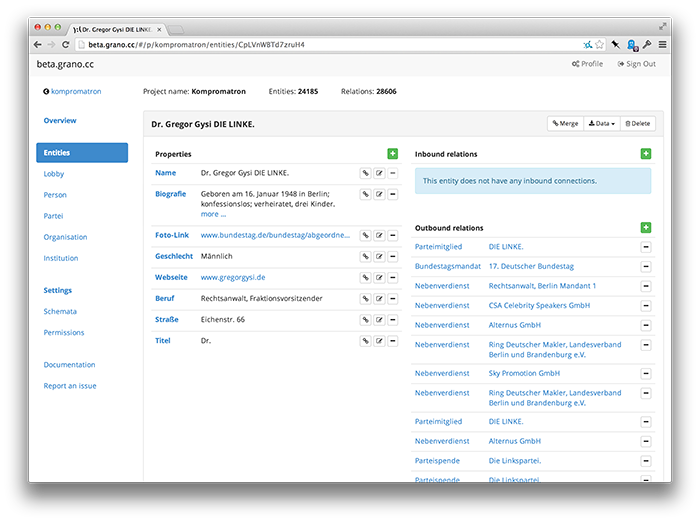 Dr. Gregor Gysi DIE LINKE.
beta.grano.cc/#/p/kompromatron/entities/CpLVnW8Td7zruH4
beta.grano.cc
Profile
Sign Out
kompromatron
Project name: Kompromatron
Entities: 24185
Relations: 28606
Overview
Entities
Lobby
Person
Partei
Organisation
Institution
Settings
Schemata
Permissions
Documentation
Report an issue
Dr. Gregor Gysi DIE LINKE.
Merge
Data
Delete
Properties
Name Dr. Gregor Gysi DIE LINKE.
Biografie Geboren am 16. Januar 1948 in Berlin;
konfessionslos; verheiratet, drei Kinder.
more ...
Foto-Link www.bundestag.de/bundestag/abgeordne...
Geschlecht Männlich
Webseite www.gregorgysi.de
Beruf Rechtsanwalt, Fraktionsvorsitzender
Straße Eichenstr. 66
Titel Dr.
Inbound relations
This entity does not have any inbound connections.
Outbound relations
Parteimitglied DIE LINKE.
Bundestagsmandat 17. Deutscher Bundestag
Nebenverdienst Rechtsanwalt, Berlin Mandant 1
Nebenverdienst CSA Celebrity Speakers GmbH
Nebenverdienst Alternus GmbH
Nebenverdienst Ring Deutscher Makler, Landesverband
Berlin und Brandenburg e.V.
Nebenverdienst Sky Promotion GmbH
Nebenverdienst Ring Deutscher Makler, Landesverband
Berlin und Brandenburg e.V.
Parteimitglied DIE LINKE.
Nebenverdienst Alternus GmbH
Parteispende Die Linkspartei.
Parteispende Die Linkspartei.